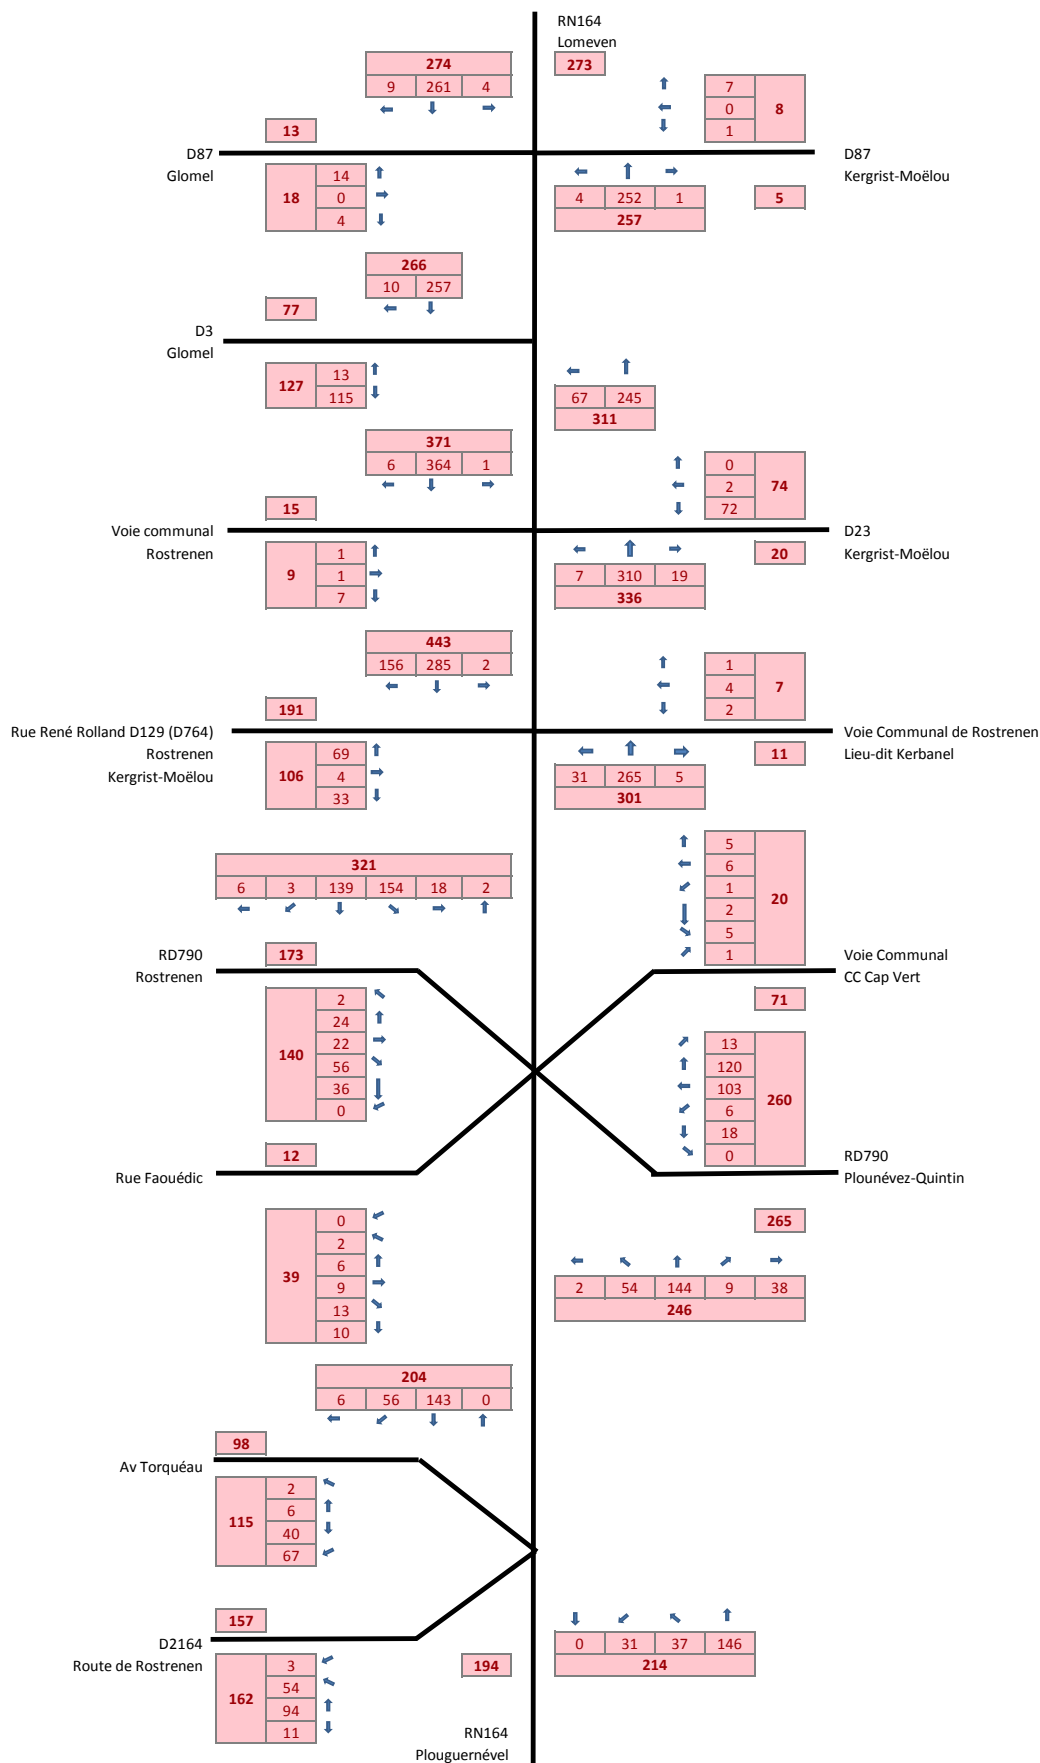 RN164
Lomeven
274
273
9 261 4
7
0
1
8
13
D87
Glomel
D87
Kergrist-Moëlou
18
14
0
4
4 252 1
257
5
266
10 257
77
D3
Glomel
127
13
115
67 245
311
371
6 364 1
0
2
72
74
15
Voie communal
Rostrenen
D23
Kergrist-Moëlou
9
1
1
7
7 310 19
336
20
443
156 285 2
1
4
2
7
191
Rue René Rolland D129 (D764)
Rostrenen
Kergrist-Moëlou
Voie Communal de Rostrenen
Lieu-dit Kerbanel
106
69
4
33
31 265 5
301
11
321
6 3 139 154 18 2
5
6
1
2
5
1
20
173
RD790
Rostrenen
Voie Communal
CC Cap Vert
71
140
2
24
22
56
36
0
13
120
103
6
18
0
260
12
Rue Faouédic
RD790
Plounévez-Quintin
265
39
0
2
6
9
13
10
2 54 144 9 38
246
204
6 56 143 0
98
Av Torquéau
115
2
6
40
67
157
D2164
Route de Rostrenen
0 31 37 146
214
194
162
3
54
94
11
RN164
Plouguernével